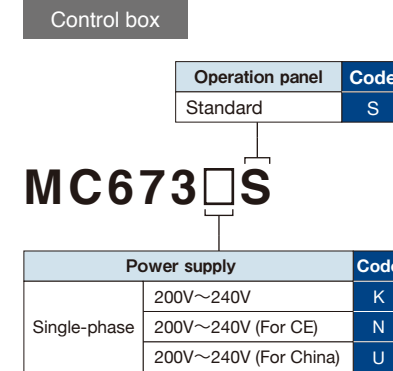 Control box
Operation panel Code
Standard S
MC673□S
Power supply Code
Single-phase
200V～240V K
200V～240V (For CE) N
200V～240V (For China) U